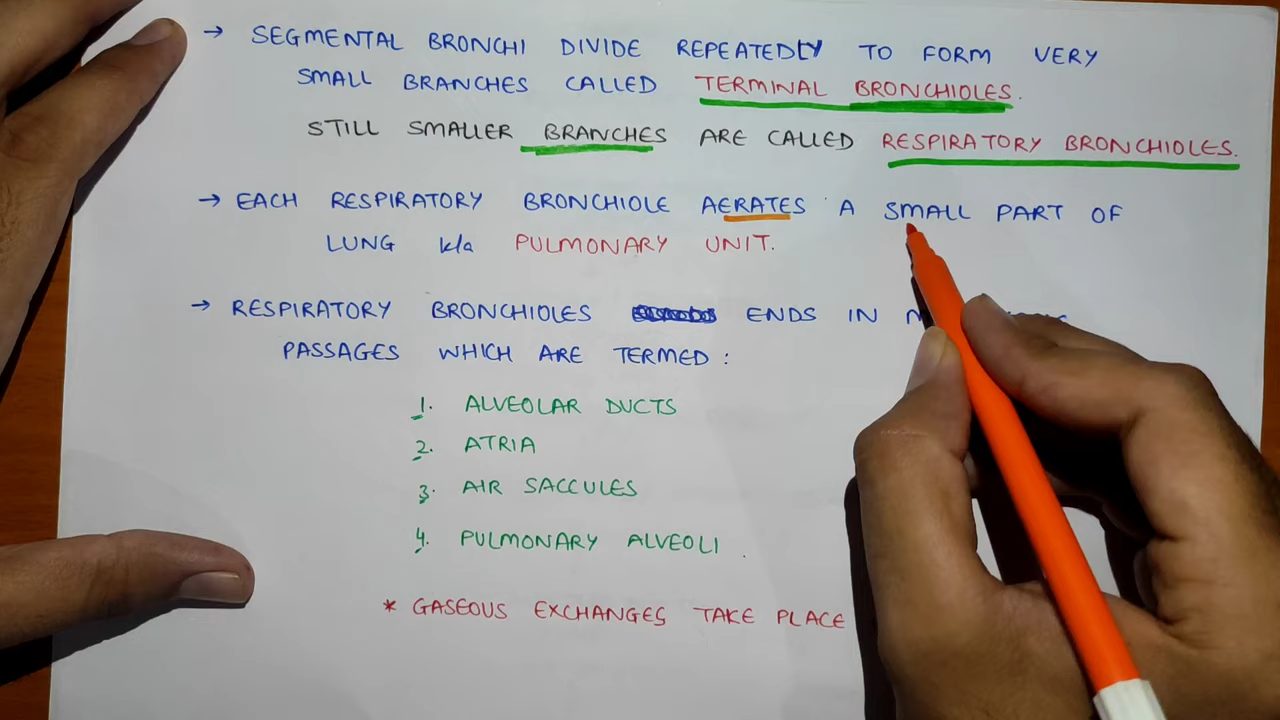 → SEGMENTAL BRONCHI DIVIDE REPEATEDLY TO FORM VERY
SMALL BRANCHES CALLED TERMINAL BRONCHIOLES.
STILL SMALLER BRANCHES ARE CALLED RESPIRATORY BRONCHIOLES.
→ EACH RESPIRATORY BRONCHIOLE AERATES A SMALL PART OF
LUNG k/a PULMONARY UNIT.
→ RESPIRATORY BRONCHIOLES ENDS IN
PASSAGES WHICH ARE TERMED :
1. ALVEOLAR DUCTS
2. ATRIA
3. AIR SACCULES
4. PULMONARY ALVEOLI .
* GASEOUS EXCHANGES TAKE PLACE